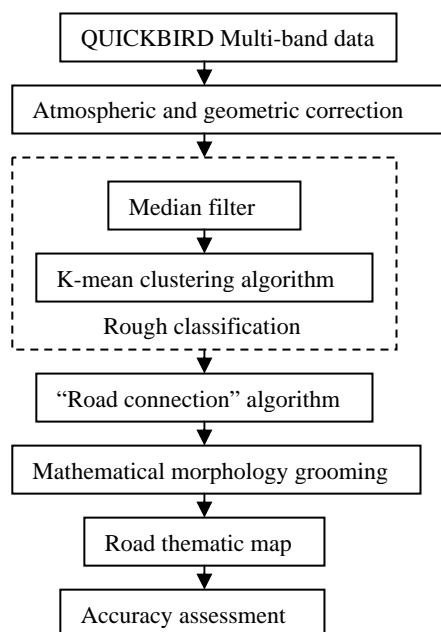 QUICKBIRD Multi-band data
Atmospheric and geometric correction
Median filter
K-mean clustering algorithm
Rough classification
“Road connection” algorithm
Mathematical morphology grooming
Road thematic map
Accuracy assessment